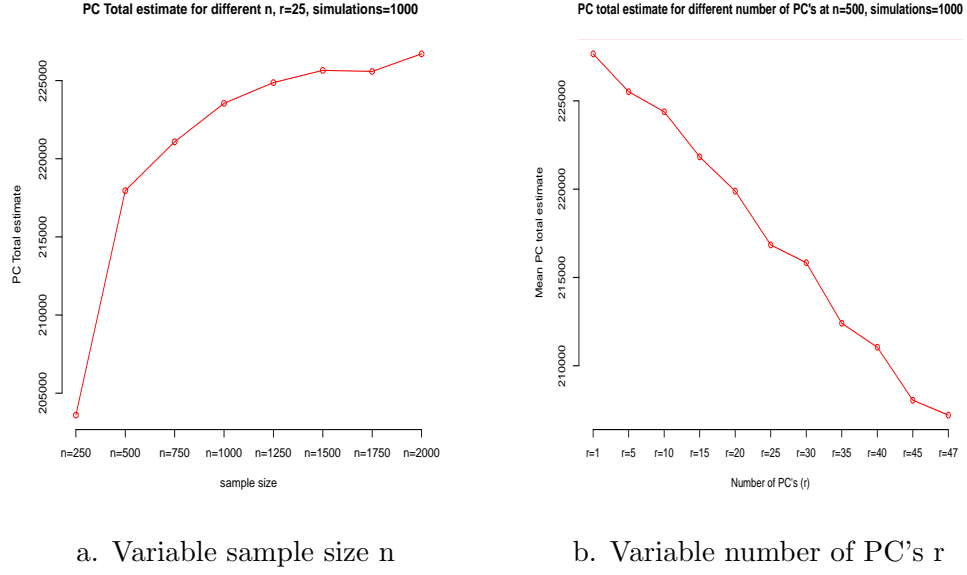 PC Total estimate for different n, r=25, simulations=1000
PC Total estimate
225000
220000
215000
210000
205000
n=250 n=500 n=750 n=1000 n=1250 n=1500 n=1750 n=2000
sample size
a. Variable sample size n
PC total estimate for different number of PC's at n=500, simulations=1000
Mean PC total estimate
225000
220000
215000
210000
r=1 r=5 r=10 r=15 r=20 r=25 r=30 r=35 r=40 r=45 r=47
Number of PC's (r)
b. Variable number of PC's r